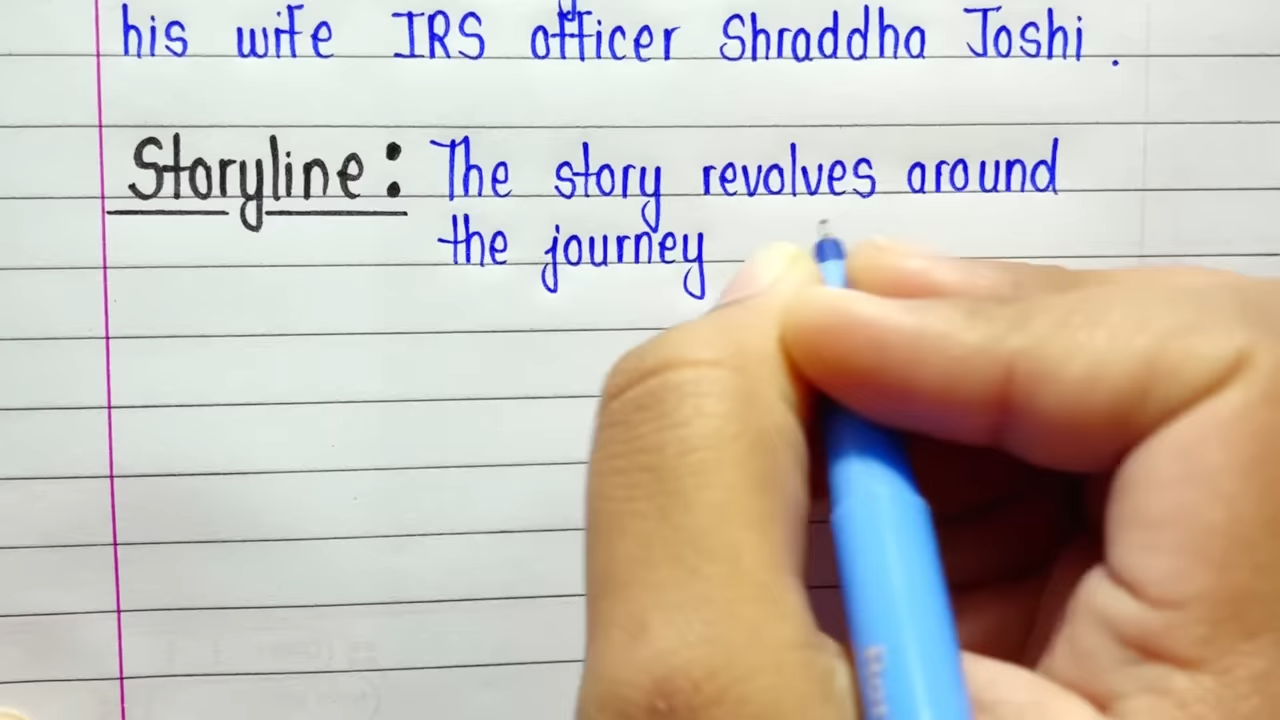 his wife IRS officer Shraddha Joshi.
Storyline: The story revolves around
the journey